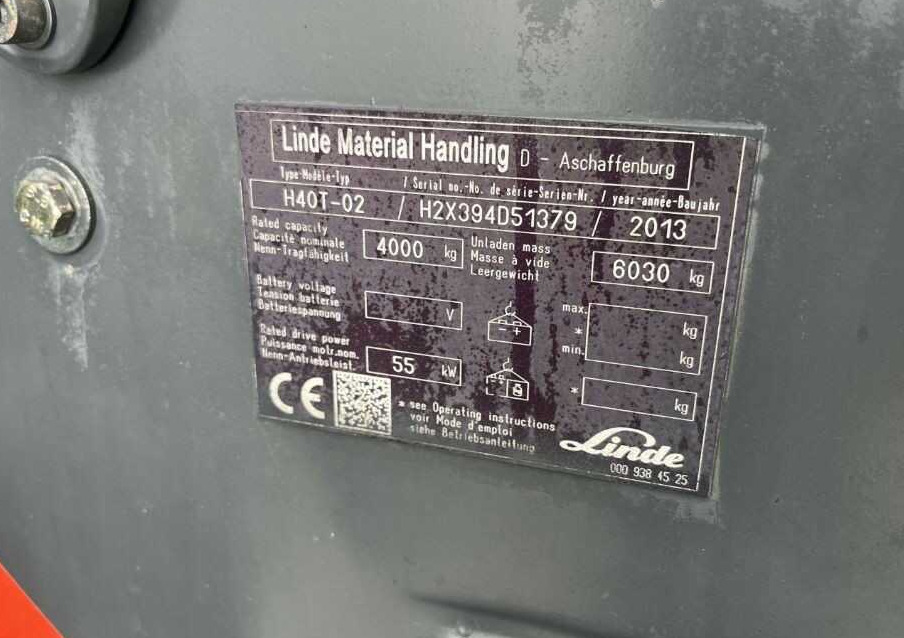 Linde Material Handling D - Aschaffenburg
Type-Modèle-Typ / Serial no.-No. de série-Serien-Nr. / year-année-Baujahr
H40T-02 / H2X394D51379 / 2013
Rated capacity
Capacité nominale
Nenn-Tragfähigkeit
4000 kg
Unladen mass
Masse à vide
Leergewicht
6030 kg
Battery voltage
Tension batterie
Batteriespannung
V
- +
max.
kg
*
min.
kg
Rated drive power
Puissance motr.nom.
Nenn-Antriebsleist.
55 kW
*
kg
CE
* see Operating instructions
voir Mode d'emploi
siehe Betriebsanleitung
Linde
000 938 45 25